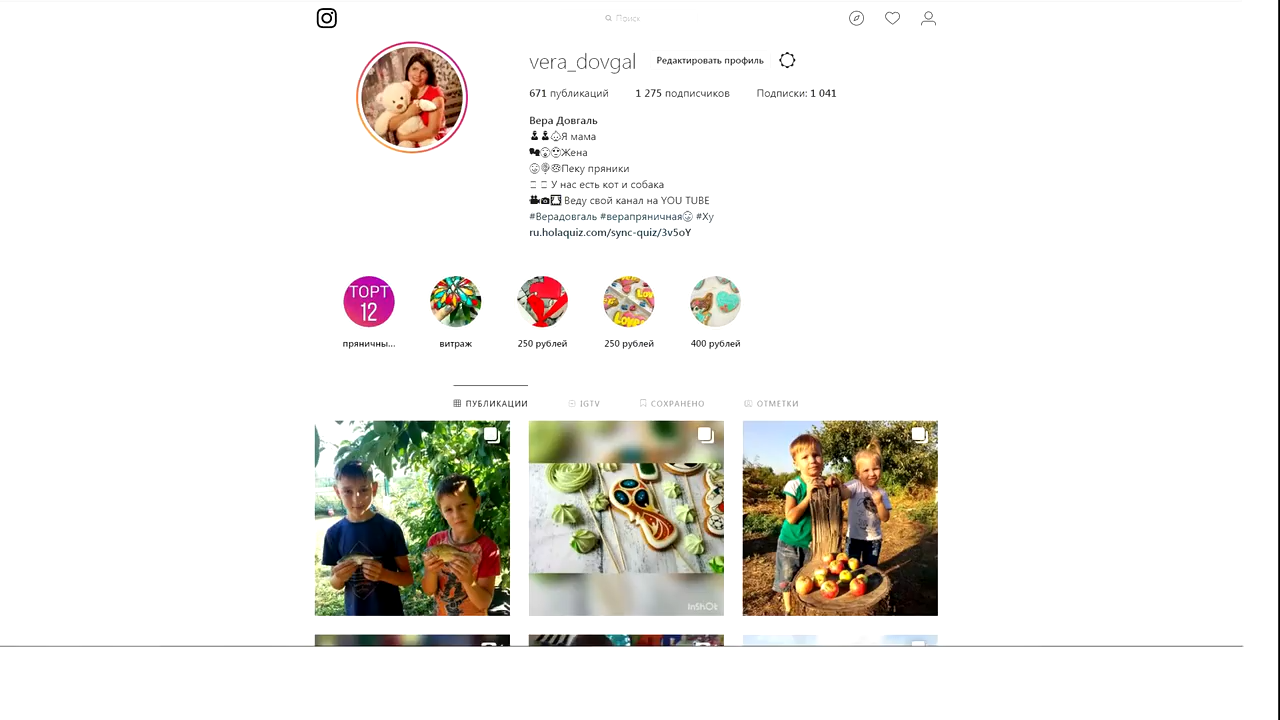 Поиск
vera_dovgal Редактировать профиль
671 публикаций 1 275 подписчиков Подписки: 1 041
Вера Довгаль
Я мама
Жена
Пеку пряники
У нас есть кот и собака
Веду свой канал на YOU TUBE
#Верадовгаль #верапряничная #Ху
ru.holaquiz.com/sync-quiz/3v5oY
ТОРТ
12
пряничны... витраж 250 рублей 250 рублей 400 рублей
ПУБЛИКАЦИИ IGTV СОХРАНЕНО ОТМЕТКИ
InShOt